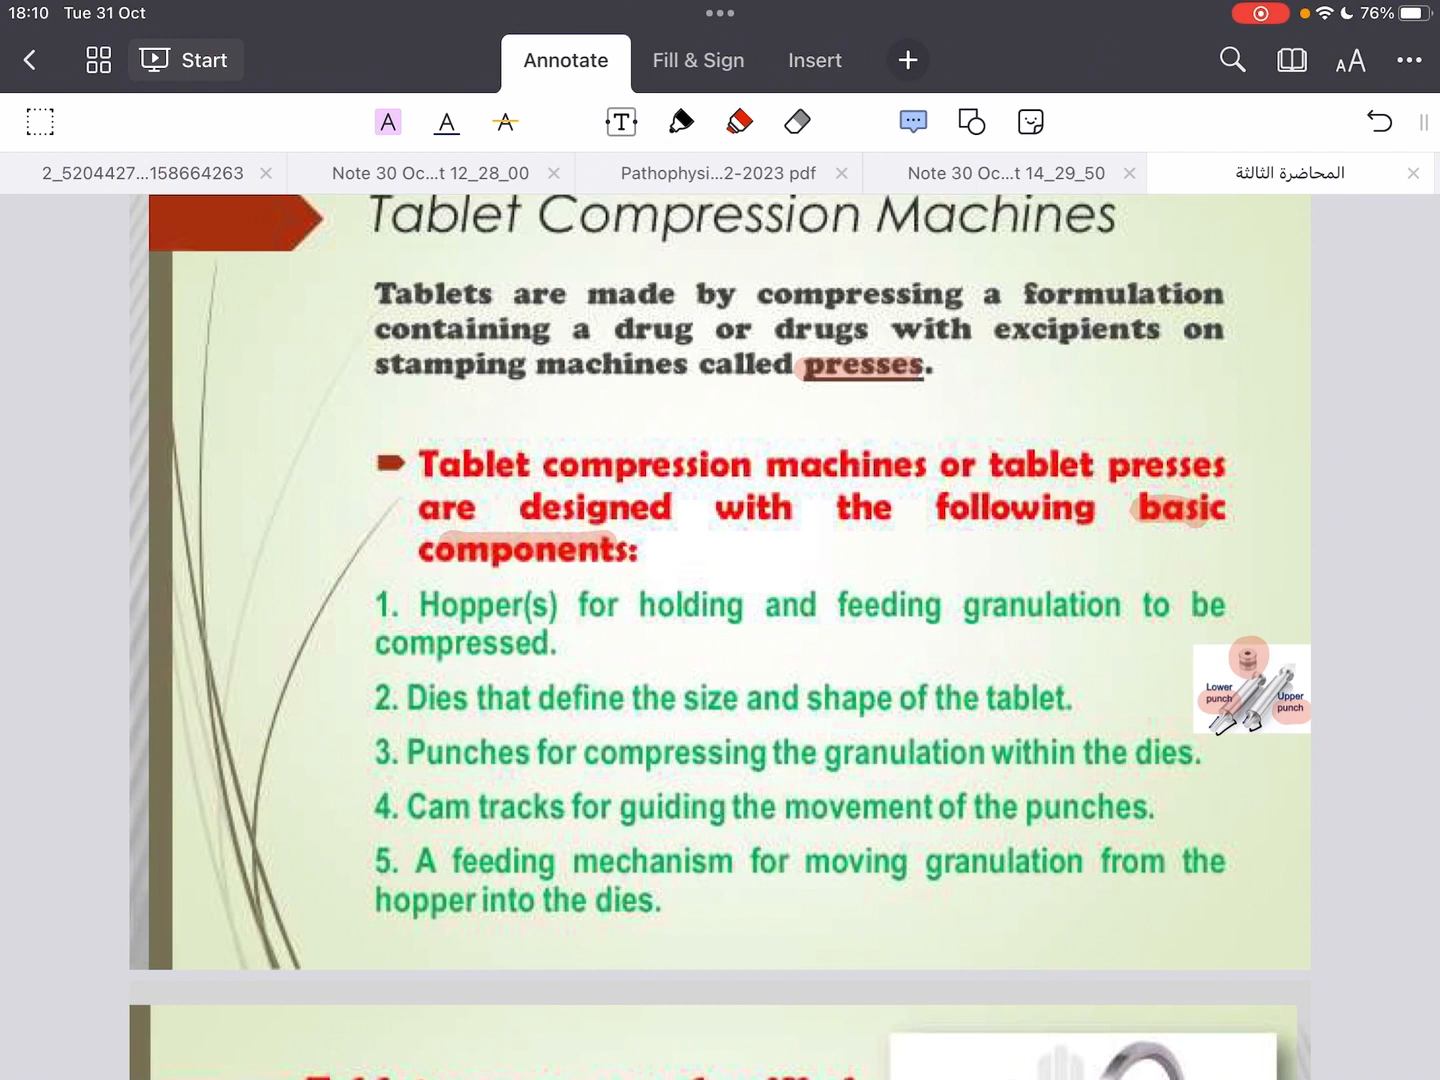 18:10 Tue 31 Oct
76%
Start
Annotate
Fill & Sign
Insert
AA
A A A T
2_5204427...158664263
Note 30 Oc...t 12_28_00
Pathophysi...2-2023 pdf
Note 30 Oc...t 14_29_50
المحاضرة الثالثة
Tablet Compression Machines
Tablets are made by compressing a formulation
containing a drug or drugs with excipients on
stamping machines called presses.
Tablet compression machines or tablet presses
are designed with the following basic
components:
1. Hopper(s) for holding and feeding granulation to be
compressed.
2. Dies that define the size and shape of the tablet.
Lower
punch
Upper
punch
3. Punches for compressing the granulation within the dies.
4. Cam tracks for guiding the movement of the punches.
5. A feeding mechanism for moving granulation from the
hopper into the dies.